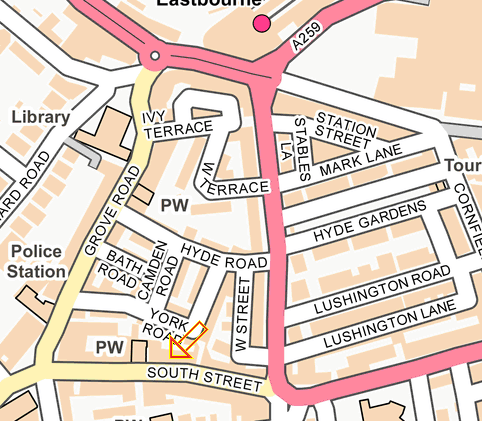 Eastbourne
A259
Library
IVY
TERRACE
STATION
STREET
STABLES
LA
MARK LANE
Tour
W TERRACE
ARD ROAD
GROVE ROAD
PW
HYDE GARDENS
CORNFIE
Police
Station
BATH
ROAD
CAMDEN
ROAD
HYDE ROAD
LUSHINGTON ROAD
W STREET
YORK
ROAD
LUSHINGTON LANE
PW
SOUTH STREET
PW